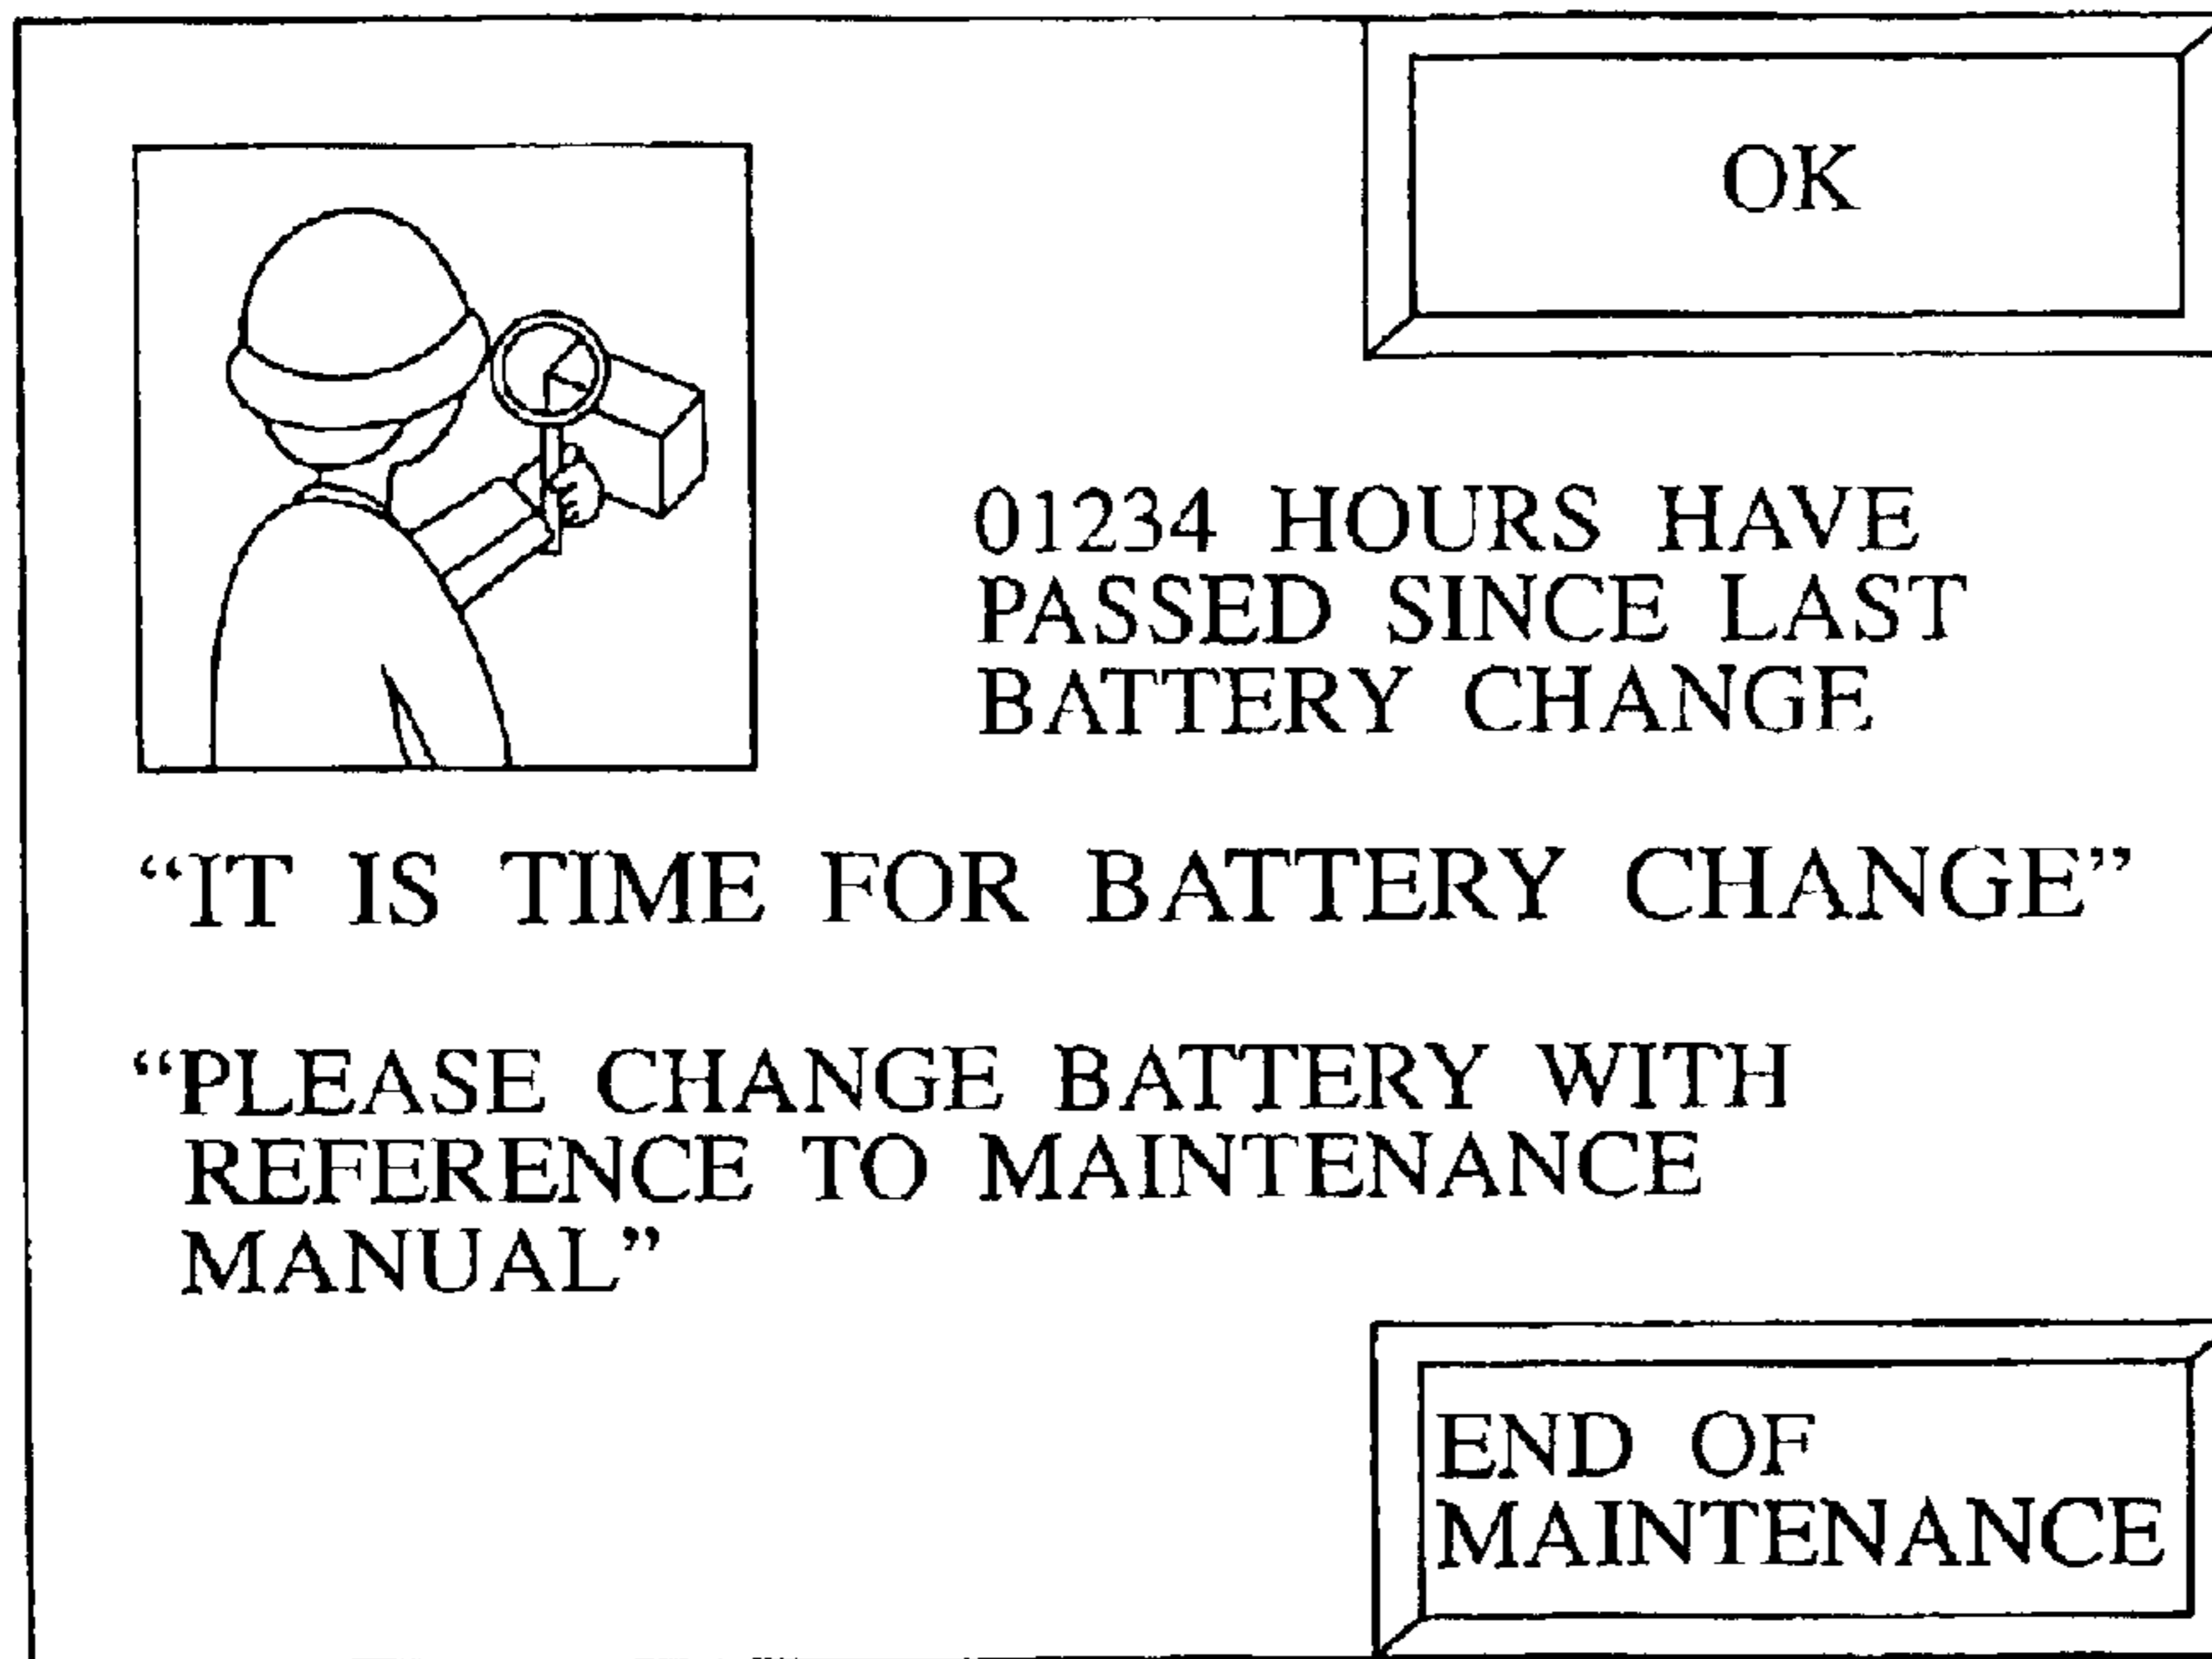 OK
01234 HOURS HAVE
PASSED SINCE LAST
BATTERY CHANGE
“IT IS TIME FOR BATTERY CHANGE”
“PLEASE CHANGE BATTERY WITH
REFERENCE TO MAINTENANCE
MANUAL”
END OF
MAINTENANCE